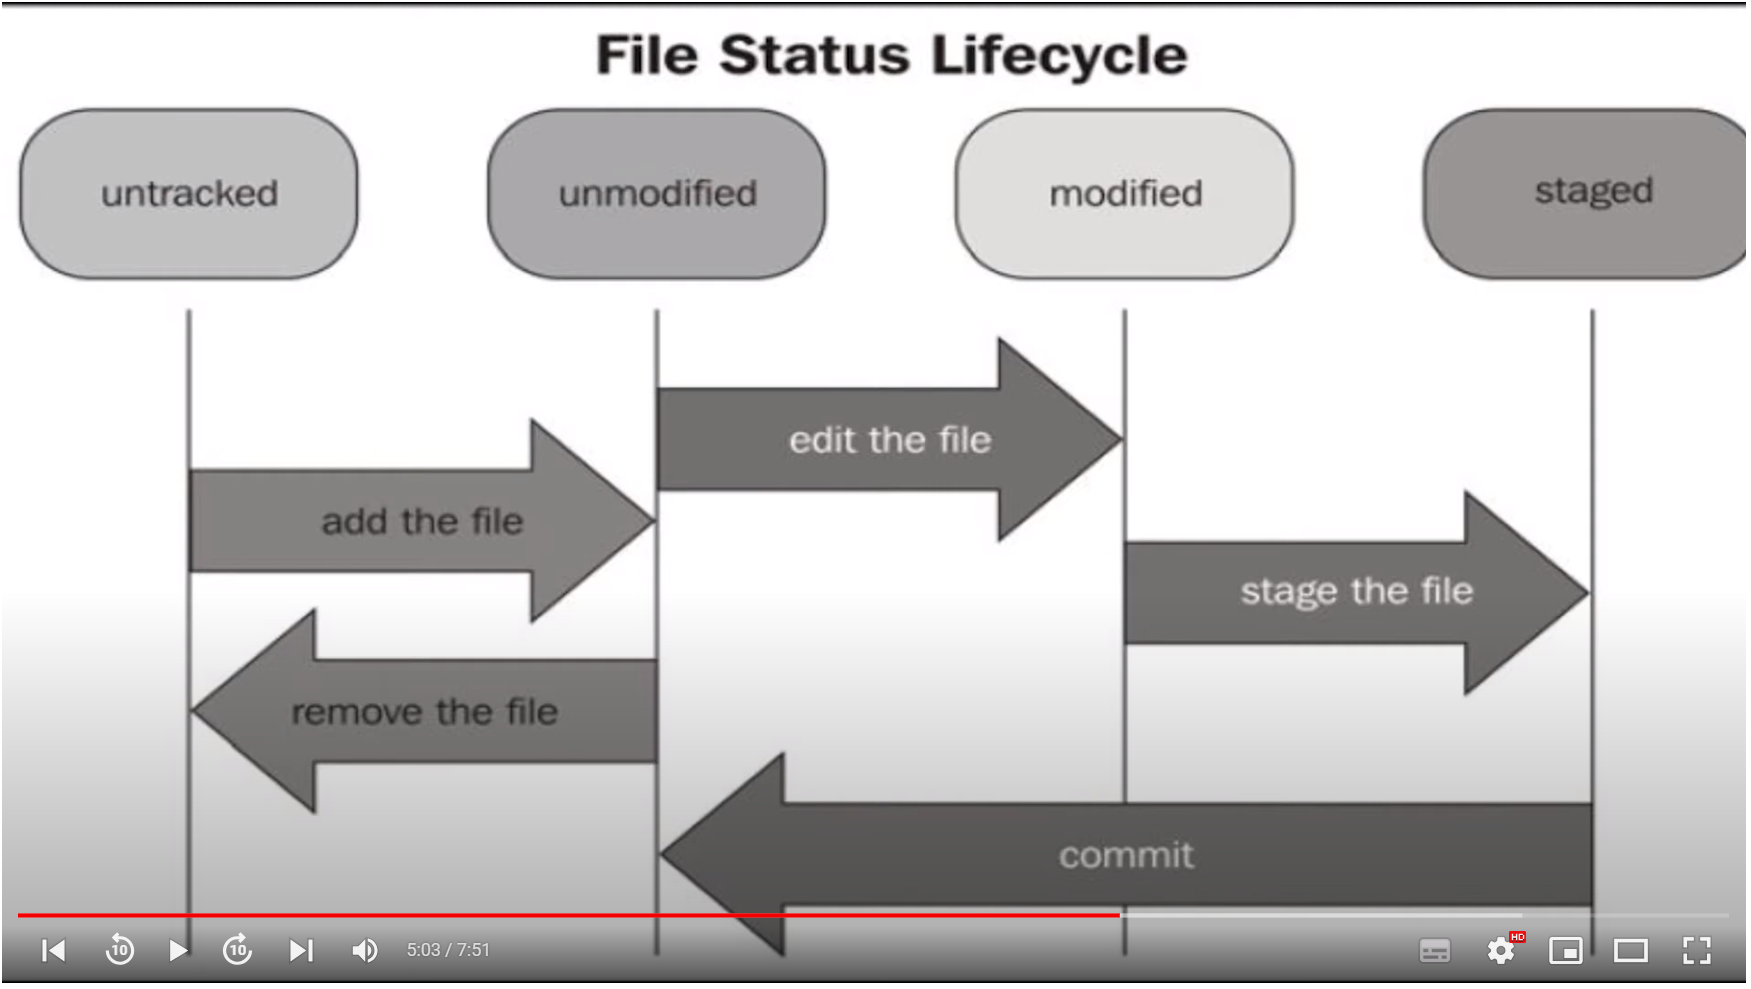 File Status Lifecycle
untracked
unmodified
modified
staged
edit the file
add the file
stage the file
remove the file
commit
10
10
5:03 / 7:51
HD